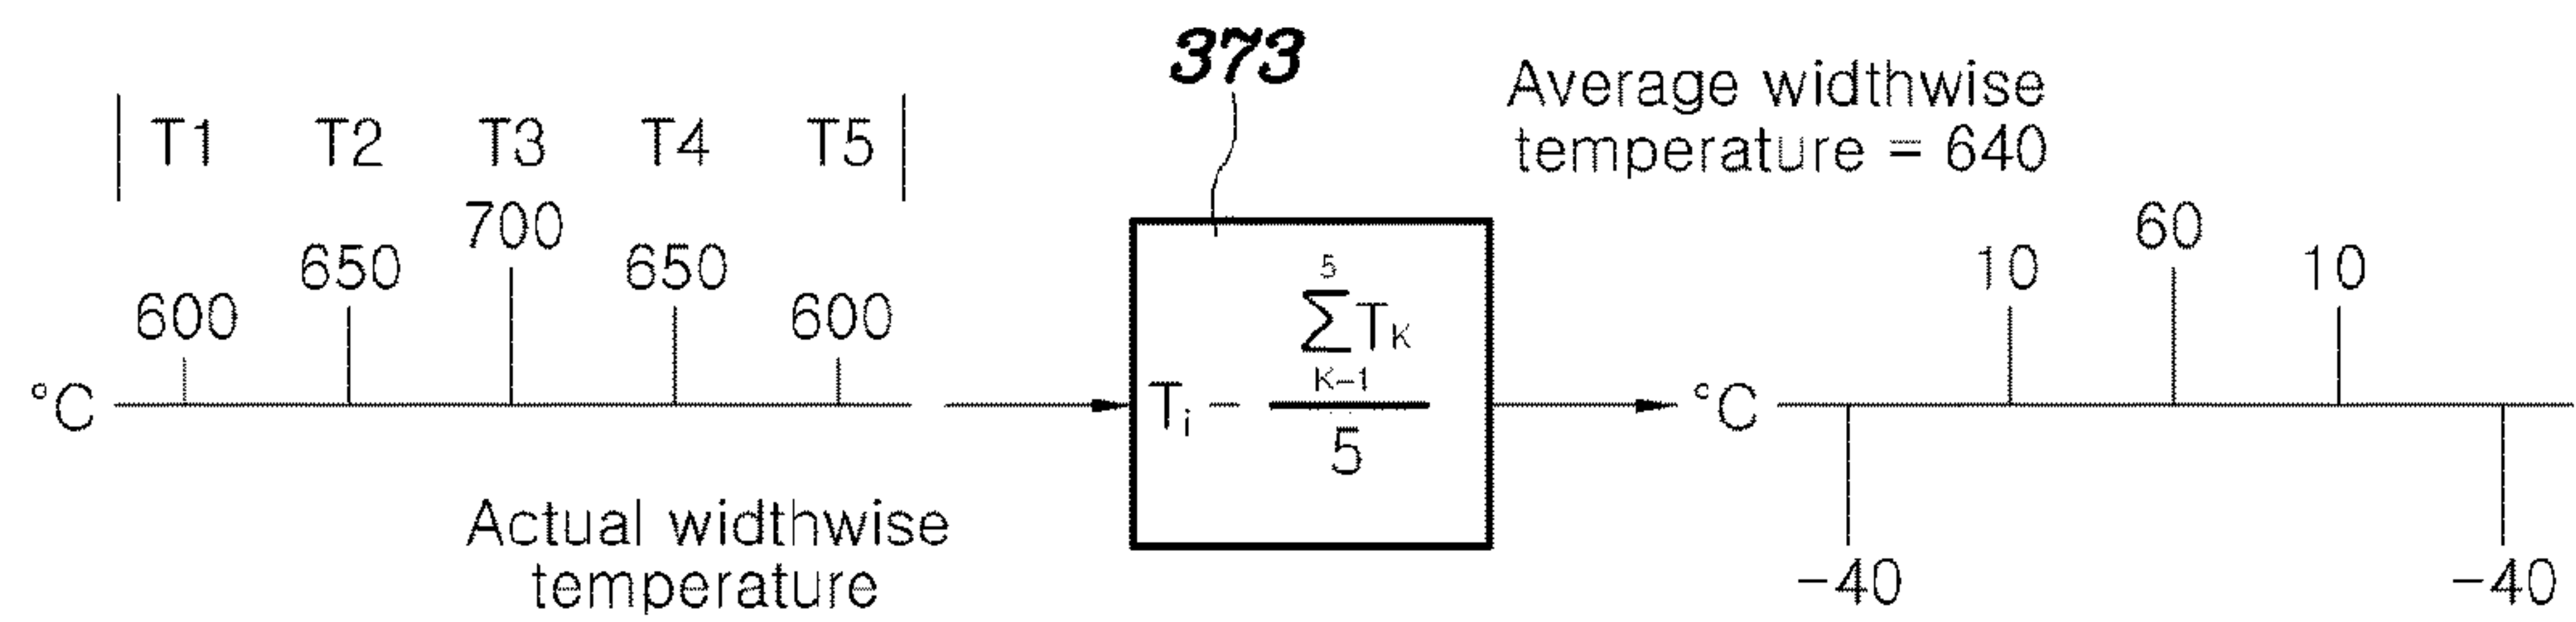 373
Average widthwise
temperature = 640
T1 T2 T3 T4 T5
600 650 700 650 600
°C
Actual widthwise
temperature
5
∑TK
K–1
Ti –
5
°C
10 60 10
–40 –40